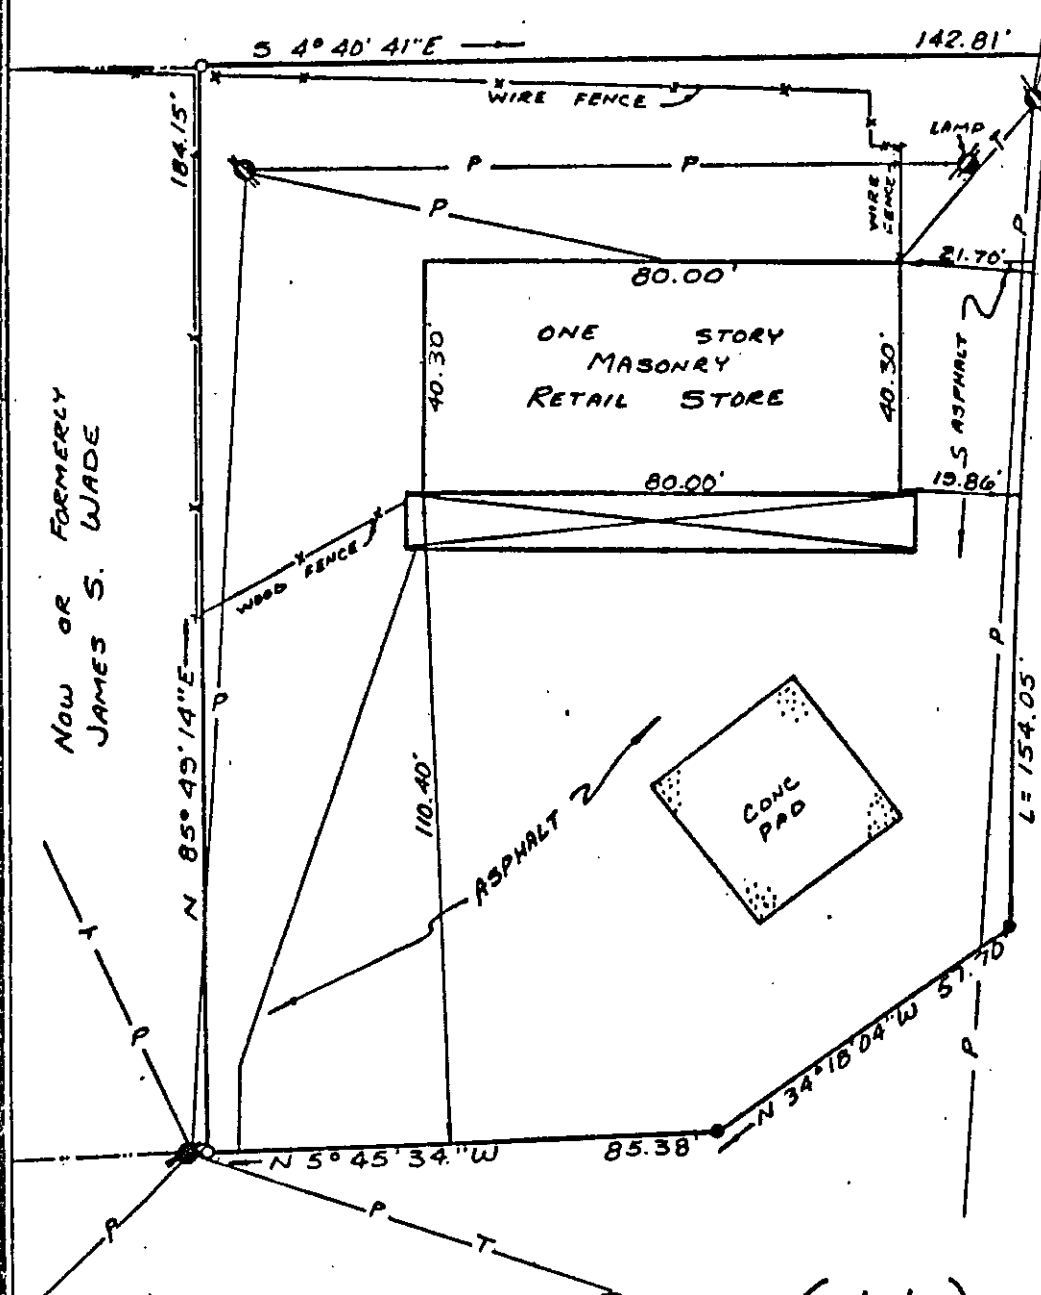 S 4° 40' 41" E
142.81'
184.15'
WIRE FENCE
LAMP
T
P
P
P
WIRE
FENCE
P
21.70'
80.00'
ONE STORY
MASONRY
RETAIL STORE
40.30'
40.30'
S ASPHALT
80.00'
19.86'
WOOD FENCE
NOW OR FORMERLY
JAMES S. WADE
N 85° 49' 14" E
P
P
L = 154.05'
110.40'
ASPHALT
CONC
PAD
T
P
57.70'
N 34° 18' 04" W
P
N 5° 45' 34" W
85.38'
P
P
T